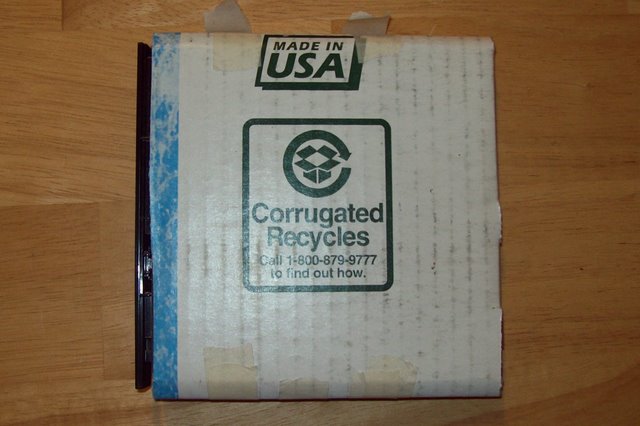 MADE IN
USA
Corrugated
Recycles
Call 1-800-879-9777
to find out how.